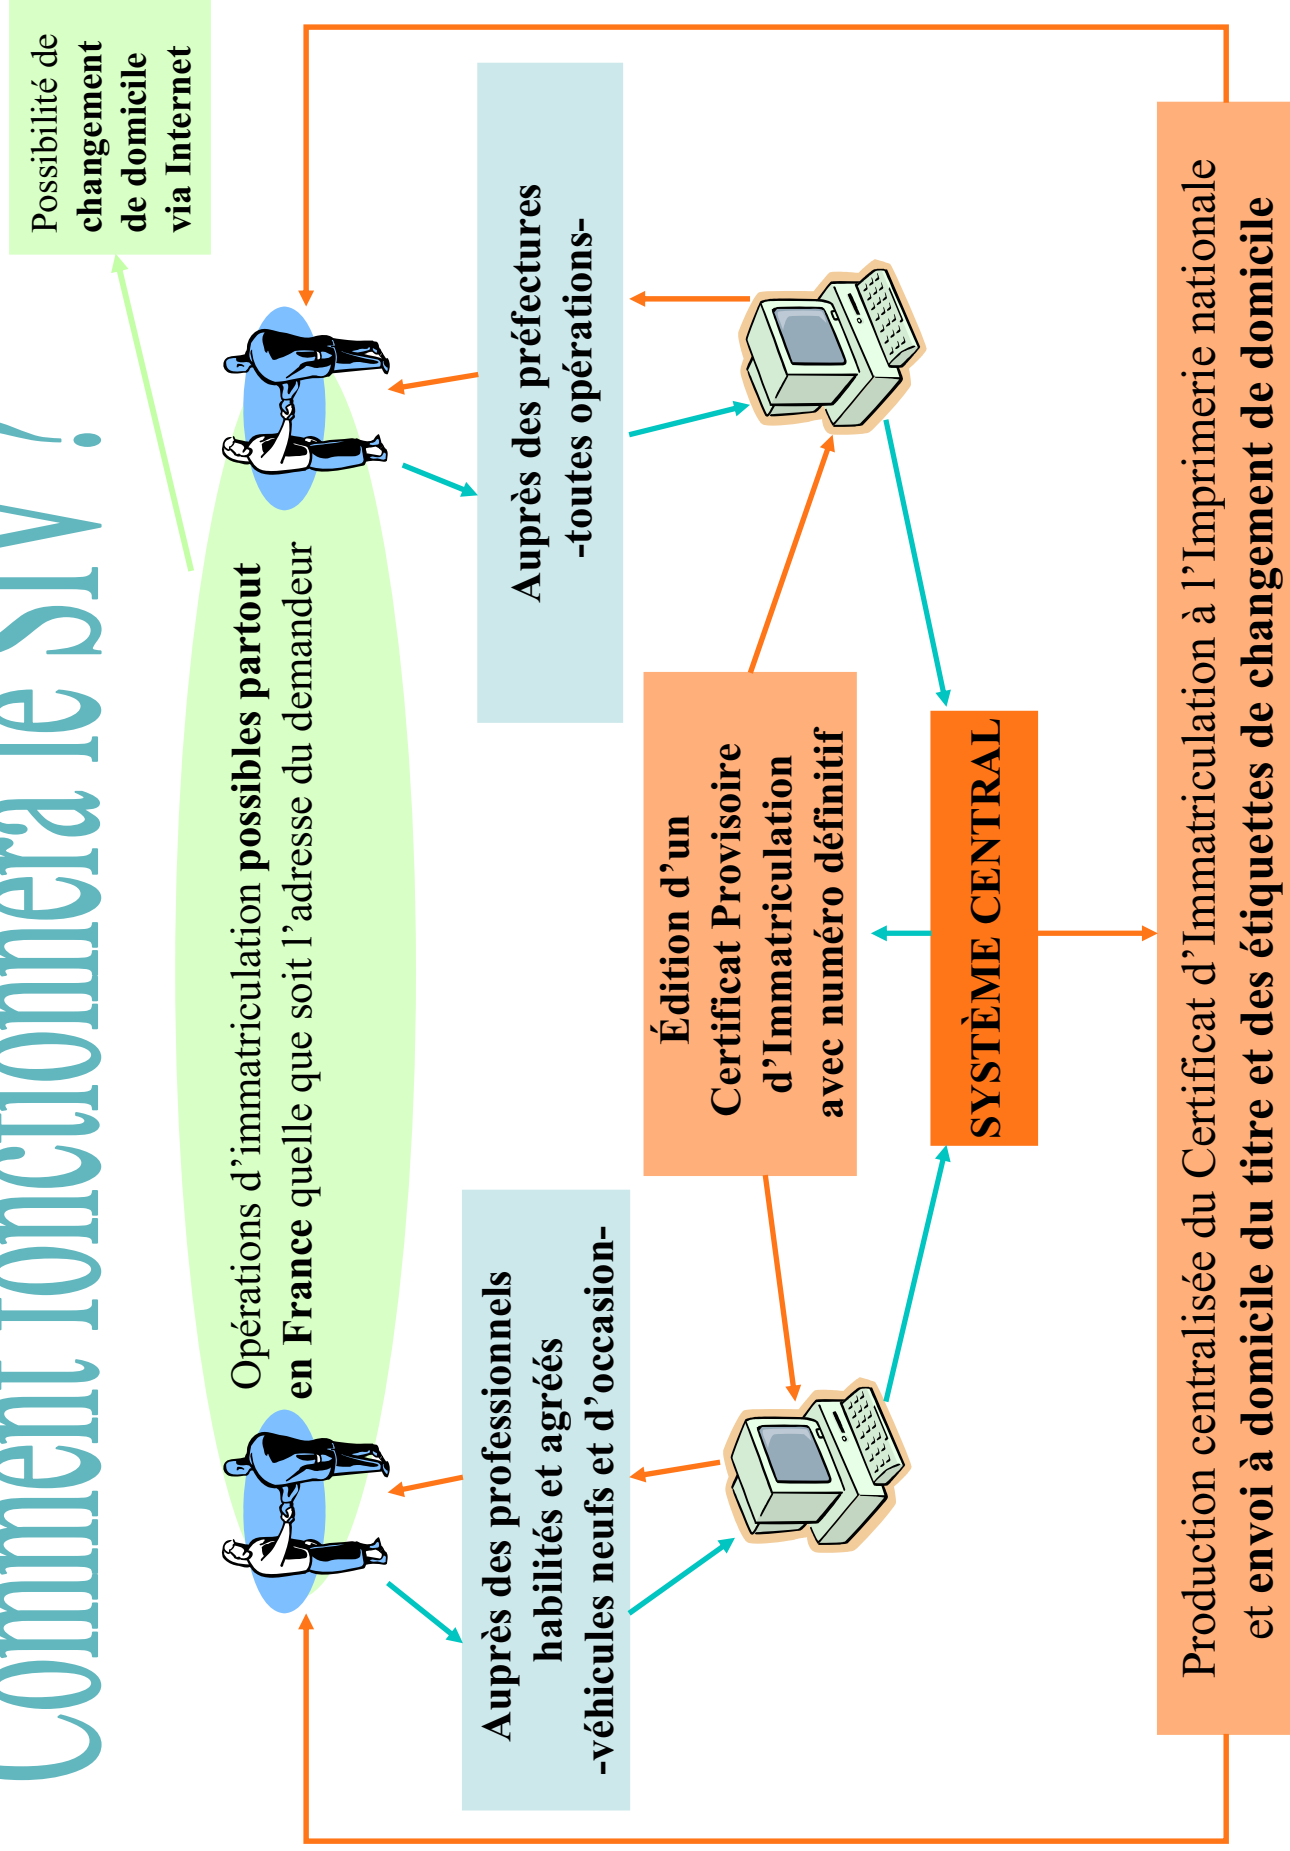 Comment fonctionnera le SIV ?
Possibilité de
changement
de domicile
via Internet
Opérations d’immatriculation possibles partout
en France quelle que soit l’adresse du demandeur
Auprès des professionnels
habilités et agréés
-véhicules neufs et d’occasion-
Auprès des préfectures
-toutes opérations-
Édition d’un
Certificat Provisoire
d’Immatriculation
avec numéro définitif
SYSTÈME CENTRAL
Production centralisée du Certificat d’Immatriculation à l’Imprimerie nationale
et envoi à domicile du titre et des étiquettes de changement de domicile